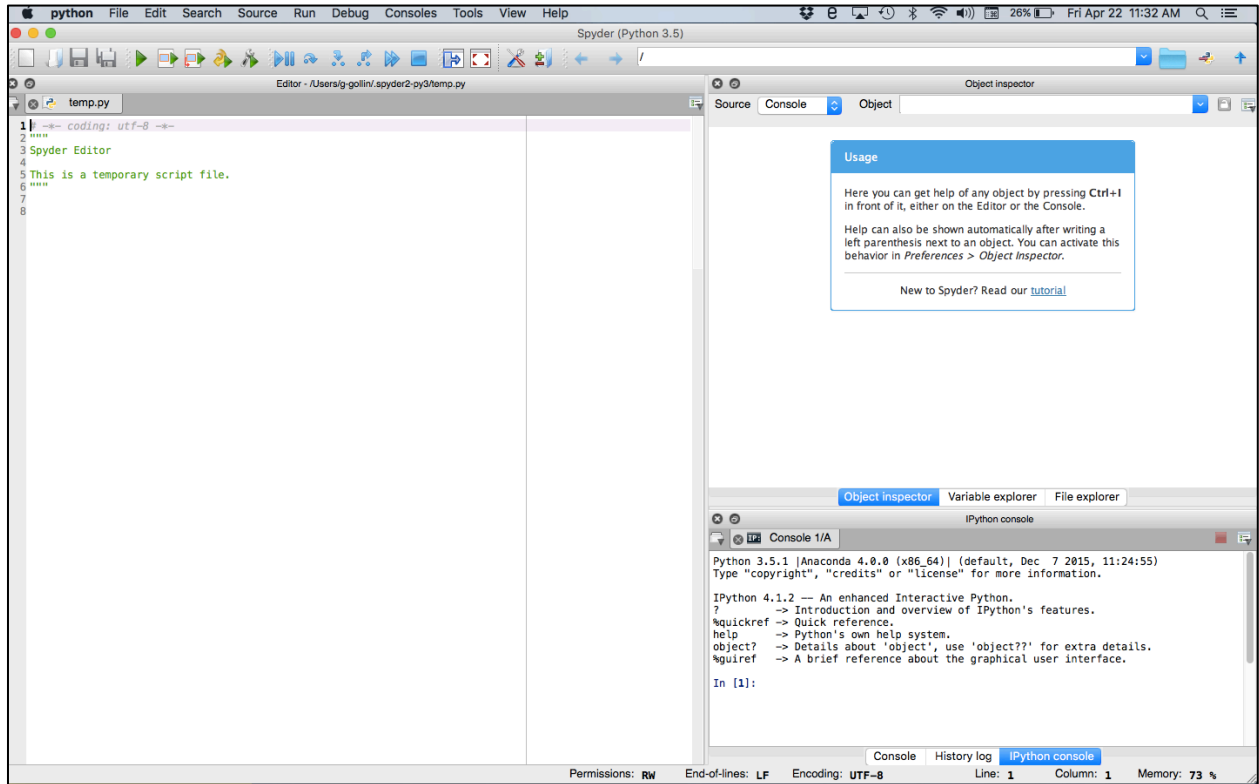 python File Edit Search Source Run Debug Consoles Tools View Help 26% Fri Apr 22 11:32 AM
Spyder (Python 3.5)
/
Editor - /Users/g-gollin/.spyder2-py3/temp.py
temp.py
1 # -*- coding: utf-8 -*-
2 """
3 Spyder Editor
4
5 This is a temporary script file.
6 """
7
8
Object inspector
Source Console Object
Usage
Here you can get help of any object by pressing Ctrl+I
in front of it, either on the Editor or the Console.
Help can also be shown automatically after writing a
left parenthesis next to an object. You can activate this
behavior in Preferences > Object Inspector.
New to Spyder? Read our tutorial
Object inspector Variable explorer File explorer
IPython console
Console 1/A
Python 3.5.1 |Anaconda 4.0.0 (x86_64)| (default, Dec  7 2015, 11:24:55)
Type "copyright", "credits" or "license" for more information.
IPython 4.1.2 -- An enhanced Interactive Python.
?         -> Introduction and overview of IPython's features.
%quickref -> Quick reference.
help      -> Python's own help system.
object?   -> Details about 'object', use 'object??' for extra details.
%guiref   -> A brief reference about the graphical user interface.
In [1]:
Console History log IPython console
Permissions: RW End-of-lines: LF Encoding: UTF-8 Line: 1 Column: 1 Memory: 73 %